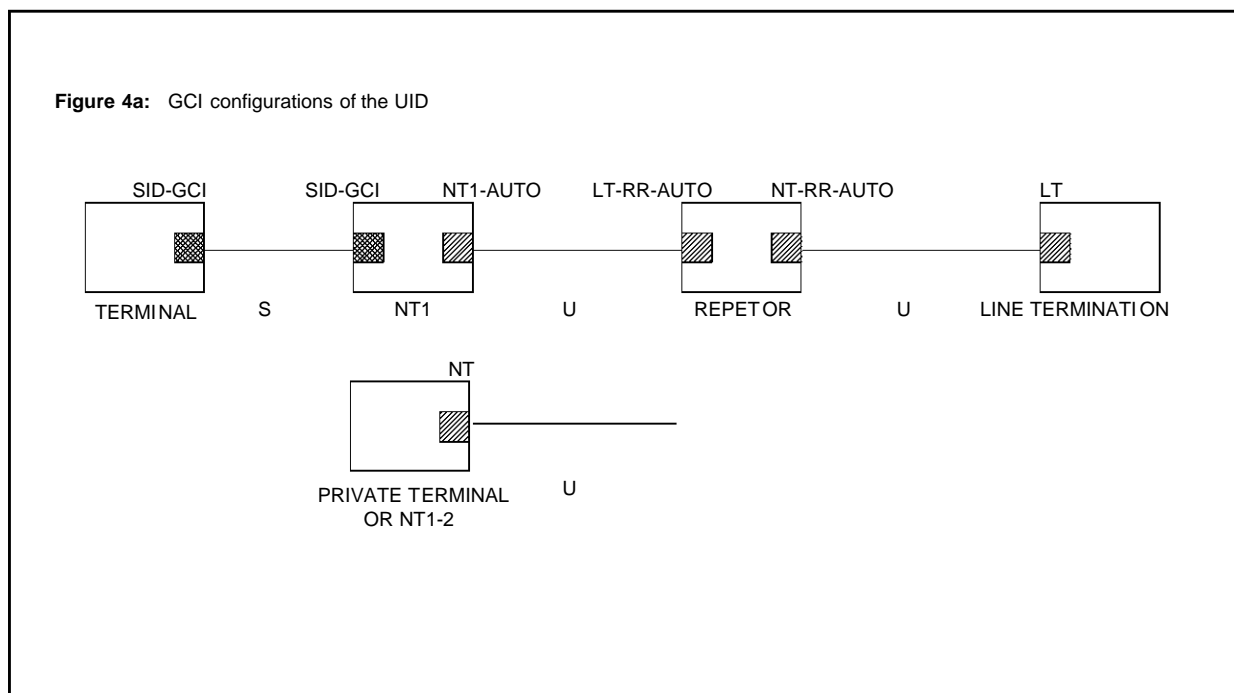 Figure 4a: GCI configurations of the UID
SID-GCI SID-GCI NT1-AUTO LT-RR-AUTO NT-RR-AUTO LT
TERMINAL S NT1 U REPETOR U LINE TERMINATION
NT
PRIVATE TERMINAL U
OR NT1-2